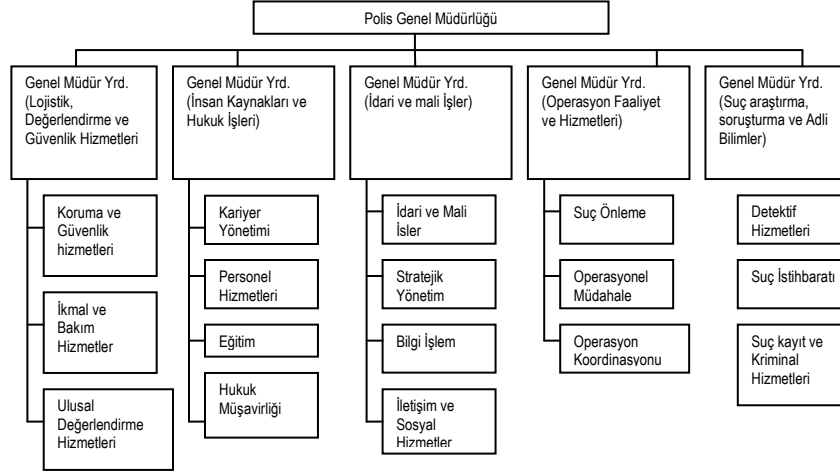 Polis Genel Müdürlüğü
Genel Müdür Yrd.
(Lojistik,
Değerlendirme ve
Güvenlik Hizmetleri
Koruma ve
Güvenlik
hizmetleri
İkmal ve
Bakım
Hizmetler
Ulusal
Değerlendirme
Hizmetleri
Genel Müdür Yrd.
(İnsan Kaynakları ve
Hukuk İşleri)
Kariyer
Yönetimi
Personel
Hizmetleri
Eğitim
Hukuk
Müşavirliği
Genel Müdür Yrd.
(İdari ve mali İşler)
İdari ve Mali
İsler
Stratejik
Yönetim
Bilgi İşlem
İletişim ve
Sosyal
Hizmetler
Genel Müdür Yrd.
(Operasyon Faaliyet
ve Hizmetleri)
Suç Önleme
Operasyonel
Müdahale
Operasyon
Koordinasyonu
Genel Müdür Yrd.
(Suç araştırma,
soruşturma ve Adli
Bilimler)
Detektif
Hizmetleri
Suç İstihbaratı
Suç kayıt ve
Kriminal
Hizmetleri